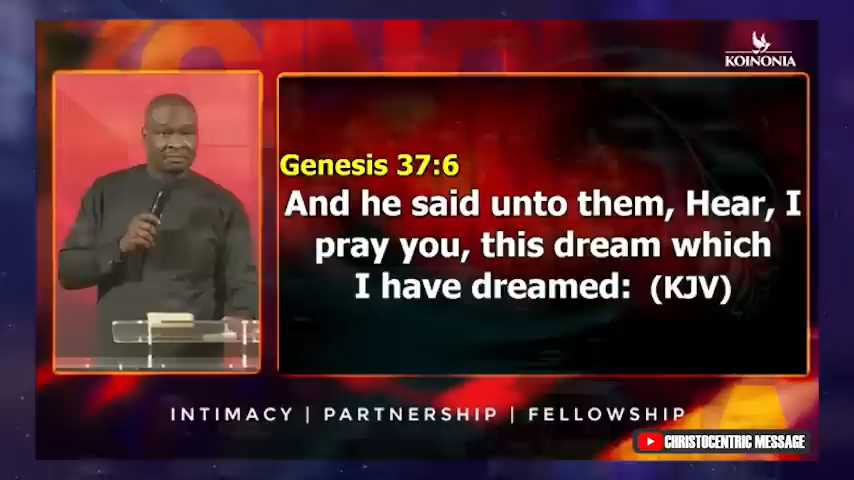 KOINONIA
Genesis 37:6
And he said unto them, Hear, I
pray you, this dream which
I have dreamed: (KJV)
INTIMACY | PARTNERSHIP | FELLOWSHIP
CHRISTOCENTRIC MESSAGE